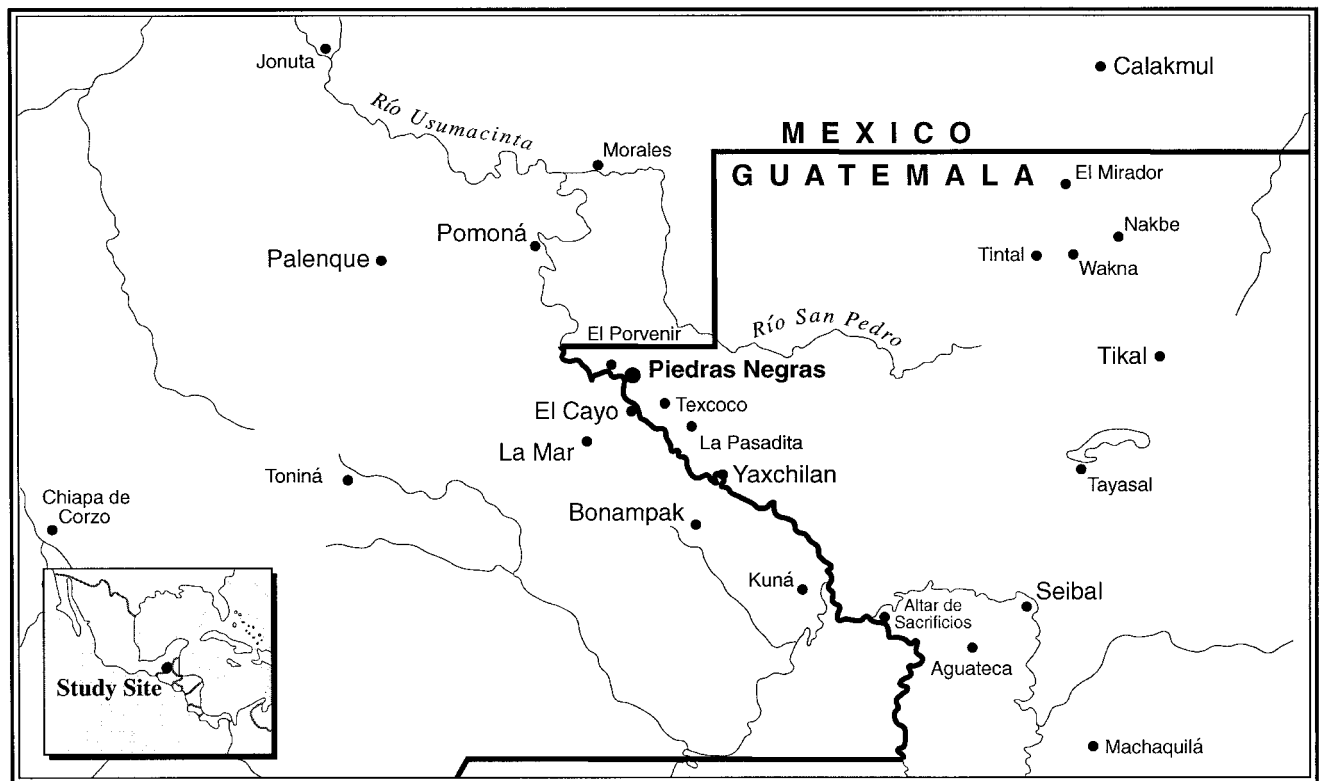 Jonuta
Calakmul
Río Usumacinta
MEXICO
Morales
GUATEMALA
El Mirador
Pomoná
Nakbe
Palenque
Tintal
Wakna
Río San Pedro
El Porvenir
Tikal
Piedras Negras
Texcoco
El Cayo
La Pasadita
La Mar
Yaxchilan
Toniná
Tayasal
Chiapa de
Corzo
Bonampak
Kuná
Seibal
Altar de
Sacrificios
Aguateca
Study Site
Machaquilá